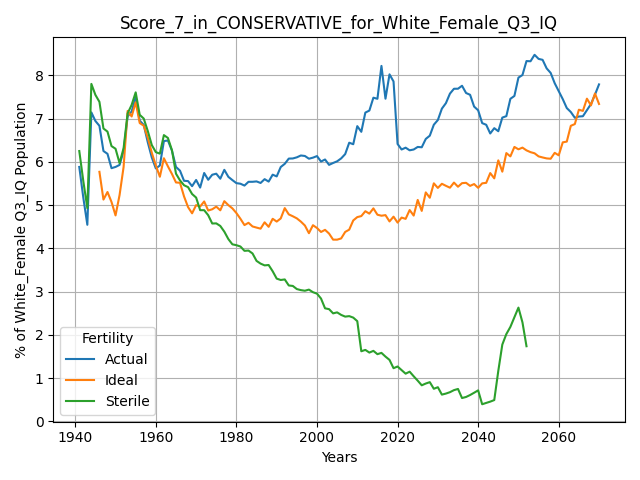 Score_7_in_CONSERVATIVE_for_White_Female_Q3_IQ
% of White_Female Q3_IQ Population
8
7
6
5
4
3
2
1
0
Fertility
Actual
Ideal
Sterile
1940 1960 1980 2000 2020 2040 2060
Years